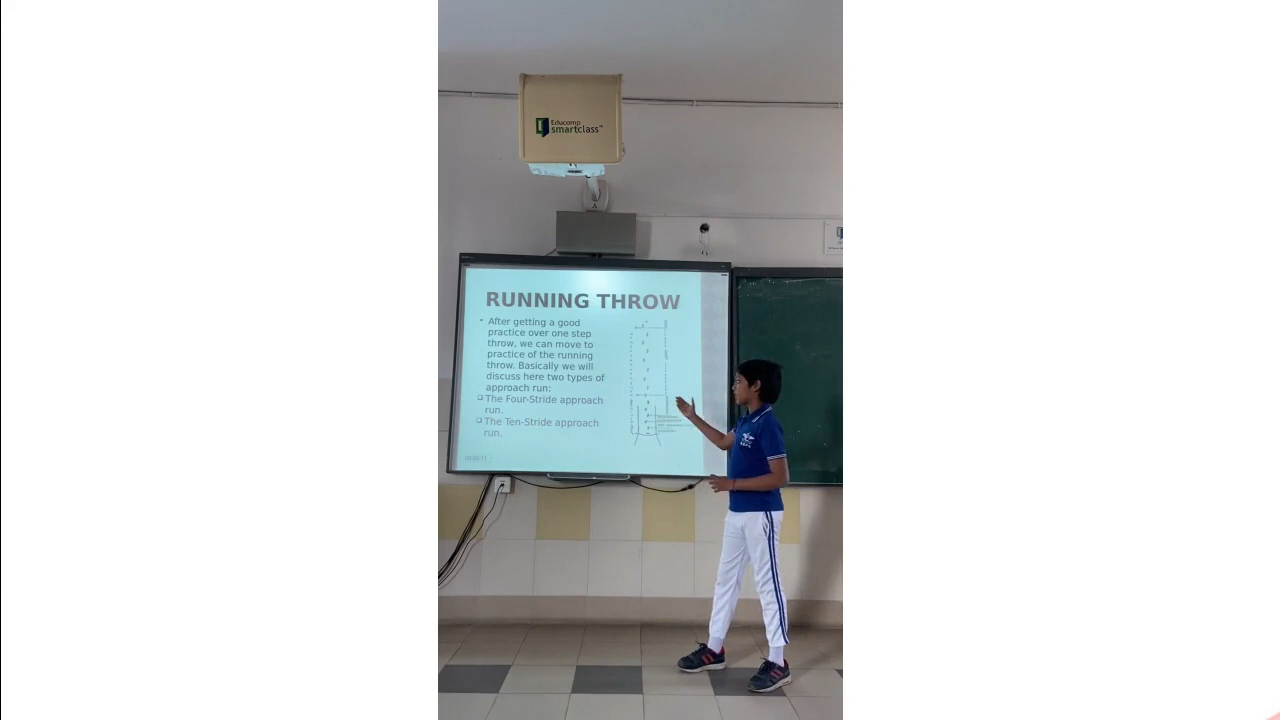 Educomp
smartclass™
RUNNING THROW
• After getting a good
practice over one step
throw, we can move to
practice of the running
throw. Basically we will
discuss here two types of
approach run:
❑ The Four-Stride approach
run.
❑ The Ten-Stride approach
run.